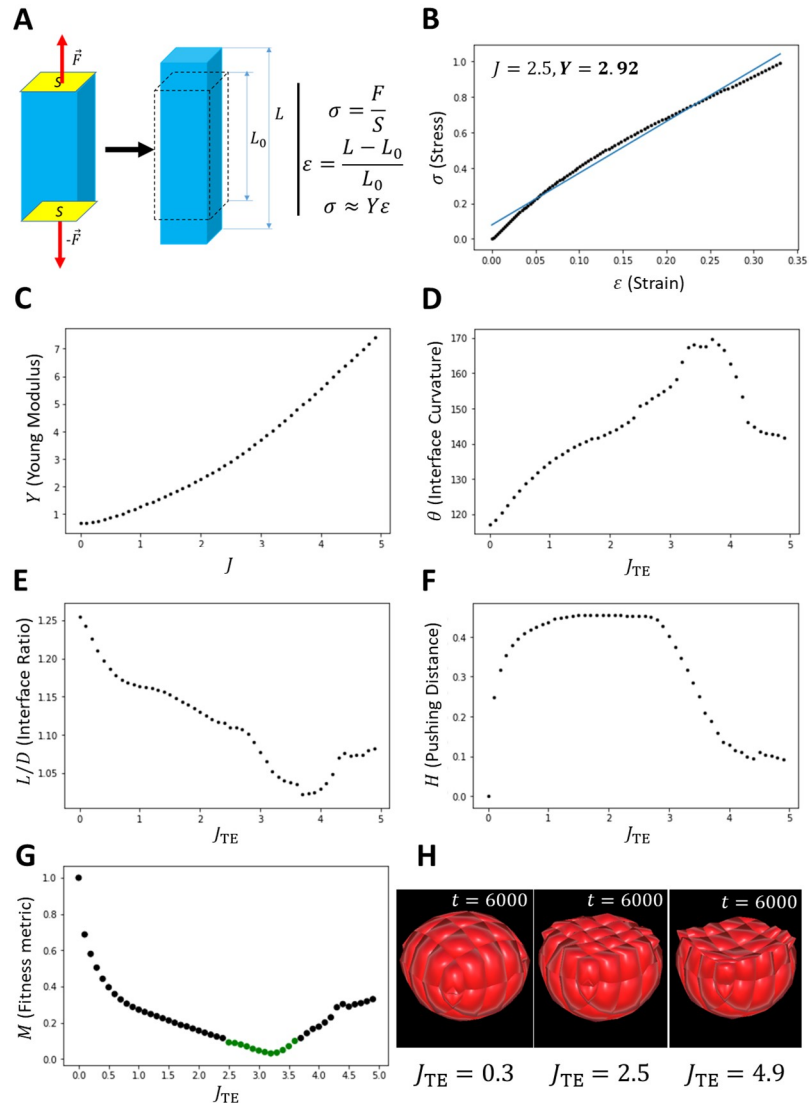 A
S
F⃗
S
-F⃗
L₀
L
σ = F/S
ε = (L − L₀)/L₀
σ ≈ Yε
B
J = 2.5, Y = 2.92
σ (Stress)
1.0
0.8
0.6
0.4
0.2
0.0
0.00 0.05 0.10 0.15 0.20 0.25 0.30 0.35
ε (Strain)
C
Y (Young Modulus)
7
6
5
4
3
2
1
0 1 2 3 4 5
J
D
θ (Interface Curvature)
170
160
150
140
130
120
0 1 2 3 4 5
J_TE
E
L/D (Interface Ratio)
1.25
1.20
1.15
1.10
1.05
0 1 2 3 4 5
J_TE
F
H (Pushing Distance)
0.4
0.3
0.2
0.1
0.0
0 1 2 3 4 5
J_TE
G
M (Fitness metric)
1.0
0.8
0.6
0.4
0.2
0.0
0.0 0.5 1.0 1.5 2.0 2.5 3.0 3.5 4.0 4.5 5.0
J_TE
H
t = 6000 t = 6000 t = 6000
J_TE = 0.3 J_TE = 2.5 J_TE = 4.9